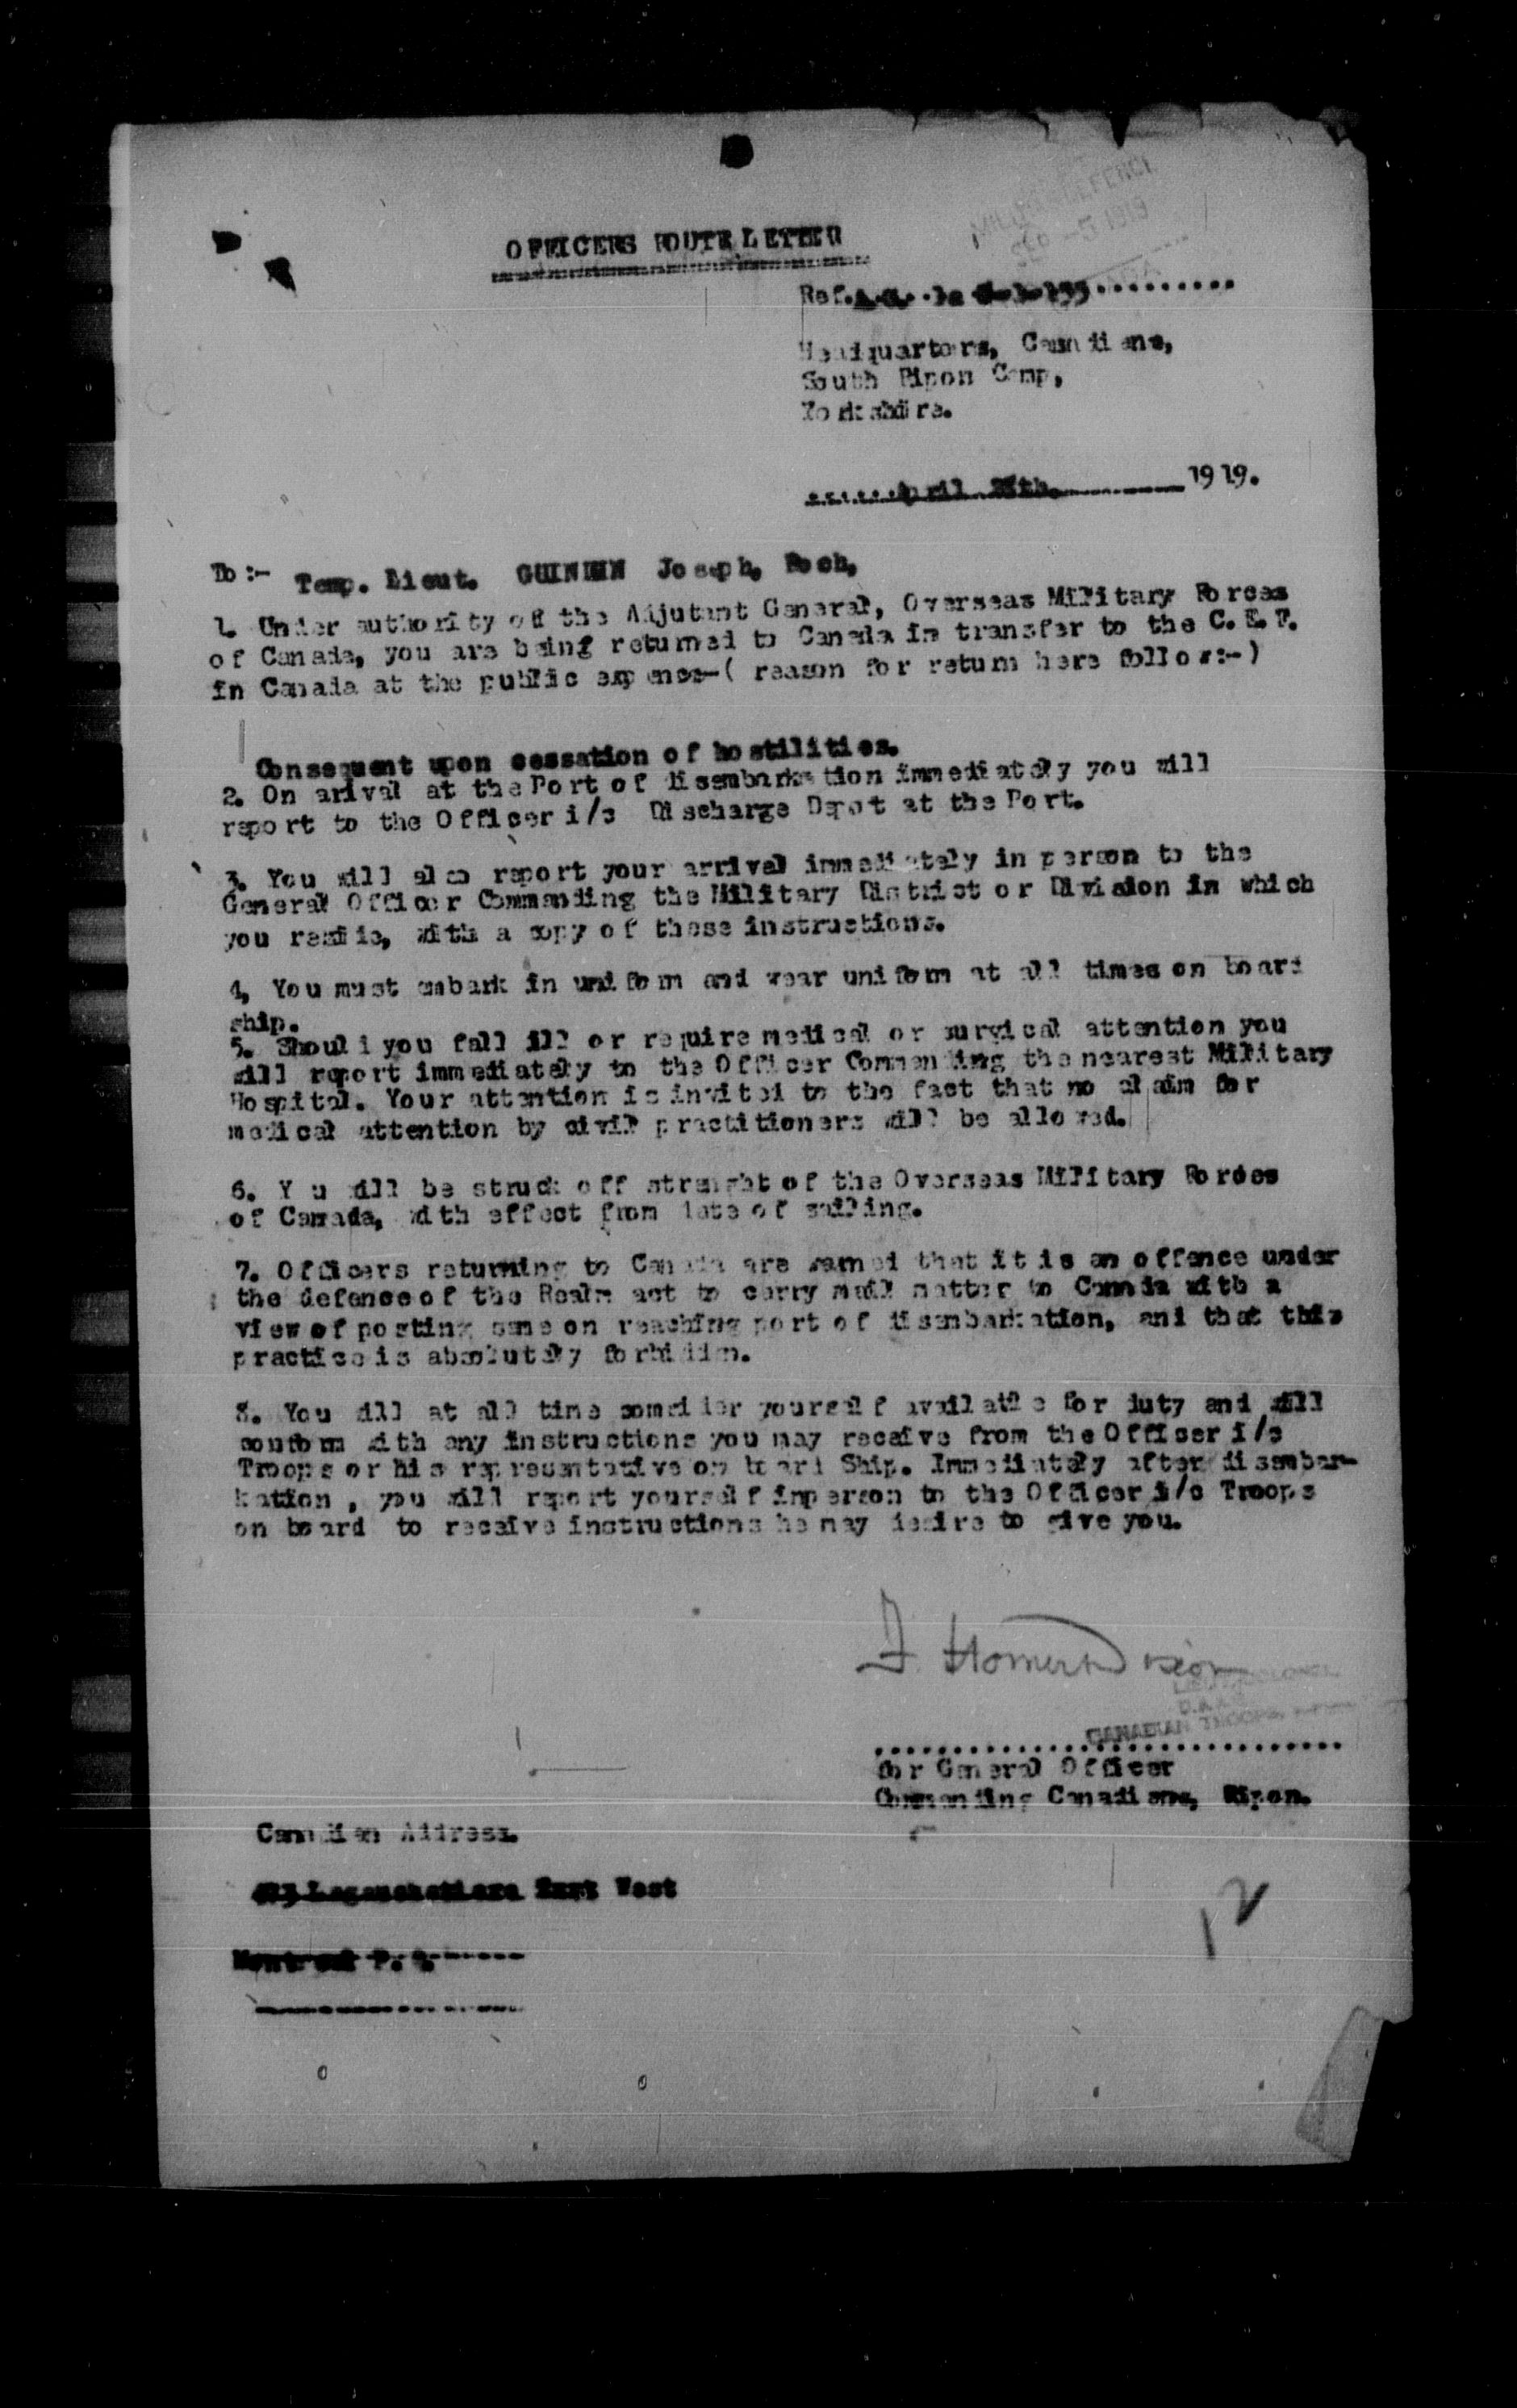 OFFICERS ROUTE LETTER
MILITIA & DEFENCE
SEP -5 1919
Ref.
Headquarters, Canadians,
South Ripon Camp,
Yorkshire.
April 1919.
To:- Temp. Lieut. Joseph,
1. Under authority of the Adjutant General, Overseas Military Forces
of Canada, you are being returned to Canada in transfer to the C.E.F.
in Canada at the public expense-( reason for return here follow:-)
Consequent upon cessation of hostilities.
2. On arival at the Port of disembarkation immediately you will
report to the Officer i/c Discharge Depot at the Port.
3. You will also report your arrival immediately in person to the
General Officer Commanding the Military District or Division in which
you reside, with a copy of these instructions.
4, You must embark in uniform and wear uniform at all times on board
ship.
5. Should you fall ill or require medical or surgical attention you
will report immediately to the Officer Commanding the nearest Military
Hospital. Your attention is invited to the fact that no claim for
medical attention by civil practitioners will be allowed.
6. Y u will be struck off strenght of the Overseas Military Forces
of Canada, with effect from date of sailing.
7. Officers returning to Canada are warned that it is an offence under
the defence of the Realm act to carry mail matter to Canada with a
view of posting same on reaching port of disembarkation, and that this
practice is absolutely forbidden.
8. You will at all time consider yourself available for duty and will
conform with any instructions you may receive from the Officer i/c
Troops or his representative on board Ship. Immediately after disembar-
kation , you will report yourself in person to the Officer i/c Troops
on board to receive instructions he may desire to give you.
LIEUT. COLONEL,
CANADIAN TROOPS,
for General Officer
Commanding Canadians, Ripon.
Canadian Address.
West
Montreal P. Q.
12